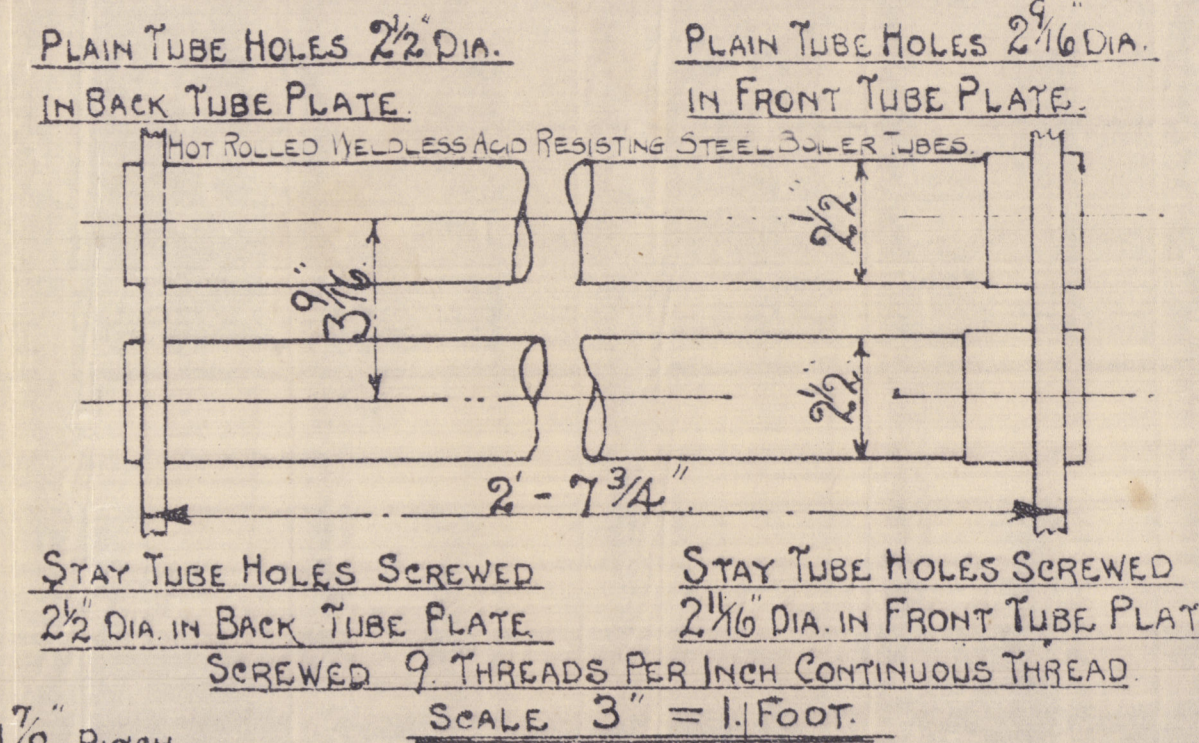 PLAIN TUBE HOLES 2½" DIA.
IN BACK TUBE PLATE.
PLAIN TUBE HOLES 2 9/16" DIA.
IN FRONT TUBE PLATE.
HOT ROLLED WELDLESS ACID RESISTING STEEL BOILER TUBES.
2½"
3 9/16"
2½"
2' - 7 3/4"
STAY TUBE HOLES SCREWED
2½" DIA. IN BACK TUBE PLATE
STAY TUBE HOLES SCREWED
2 11/16" DIA. IN FRONT TUBE PLAT
SCREWED 9. THREADS PER INCH CONTINUOUS THREAD.
SCALE 3" = 1. FOOT.